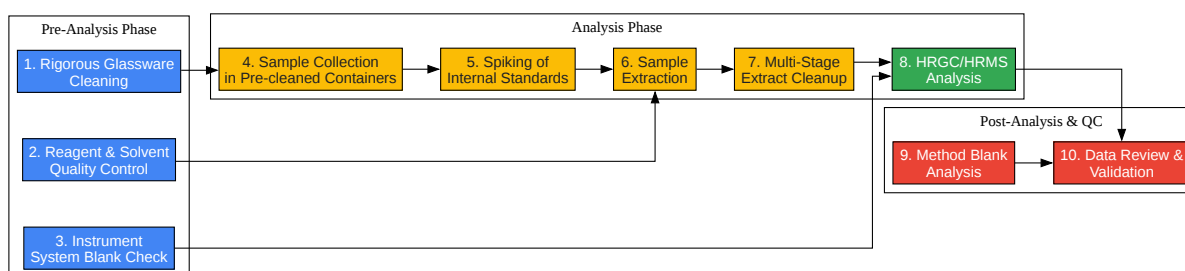 Pre-Analysis Phase
1. Rigorous Glassware
Cleaning
2. Reagent & Solvent
Quality Control
3. Instrument
System Blank Check
Analysis Phase
4. Sample Collection
in Pre-cleaned Containers
5. Spiking of
Internal Standards
6. Sample
Extraction
7. Multi-Stage
Extract Cleanup
8. HRGC/HRMS
Analysis
Post-Analysis & QC
9. Method Blank
Analysis
10. Data Review &
Validation